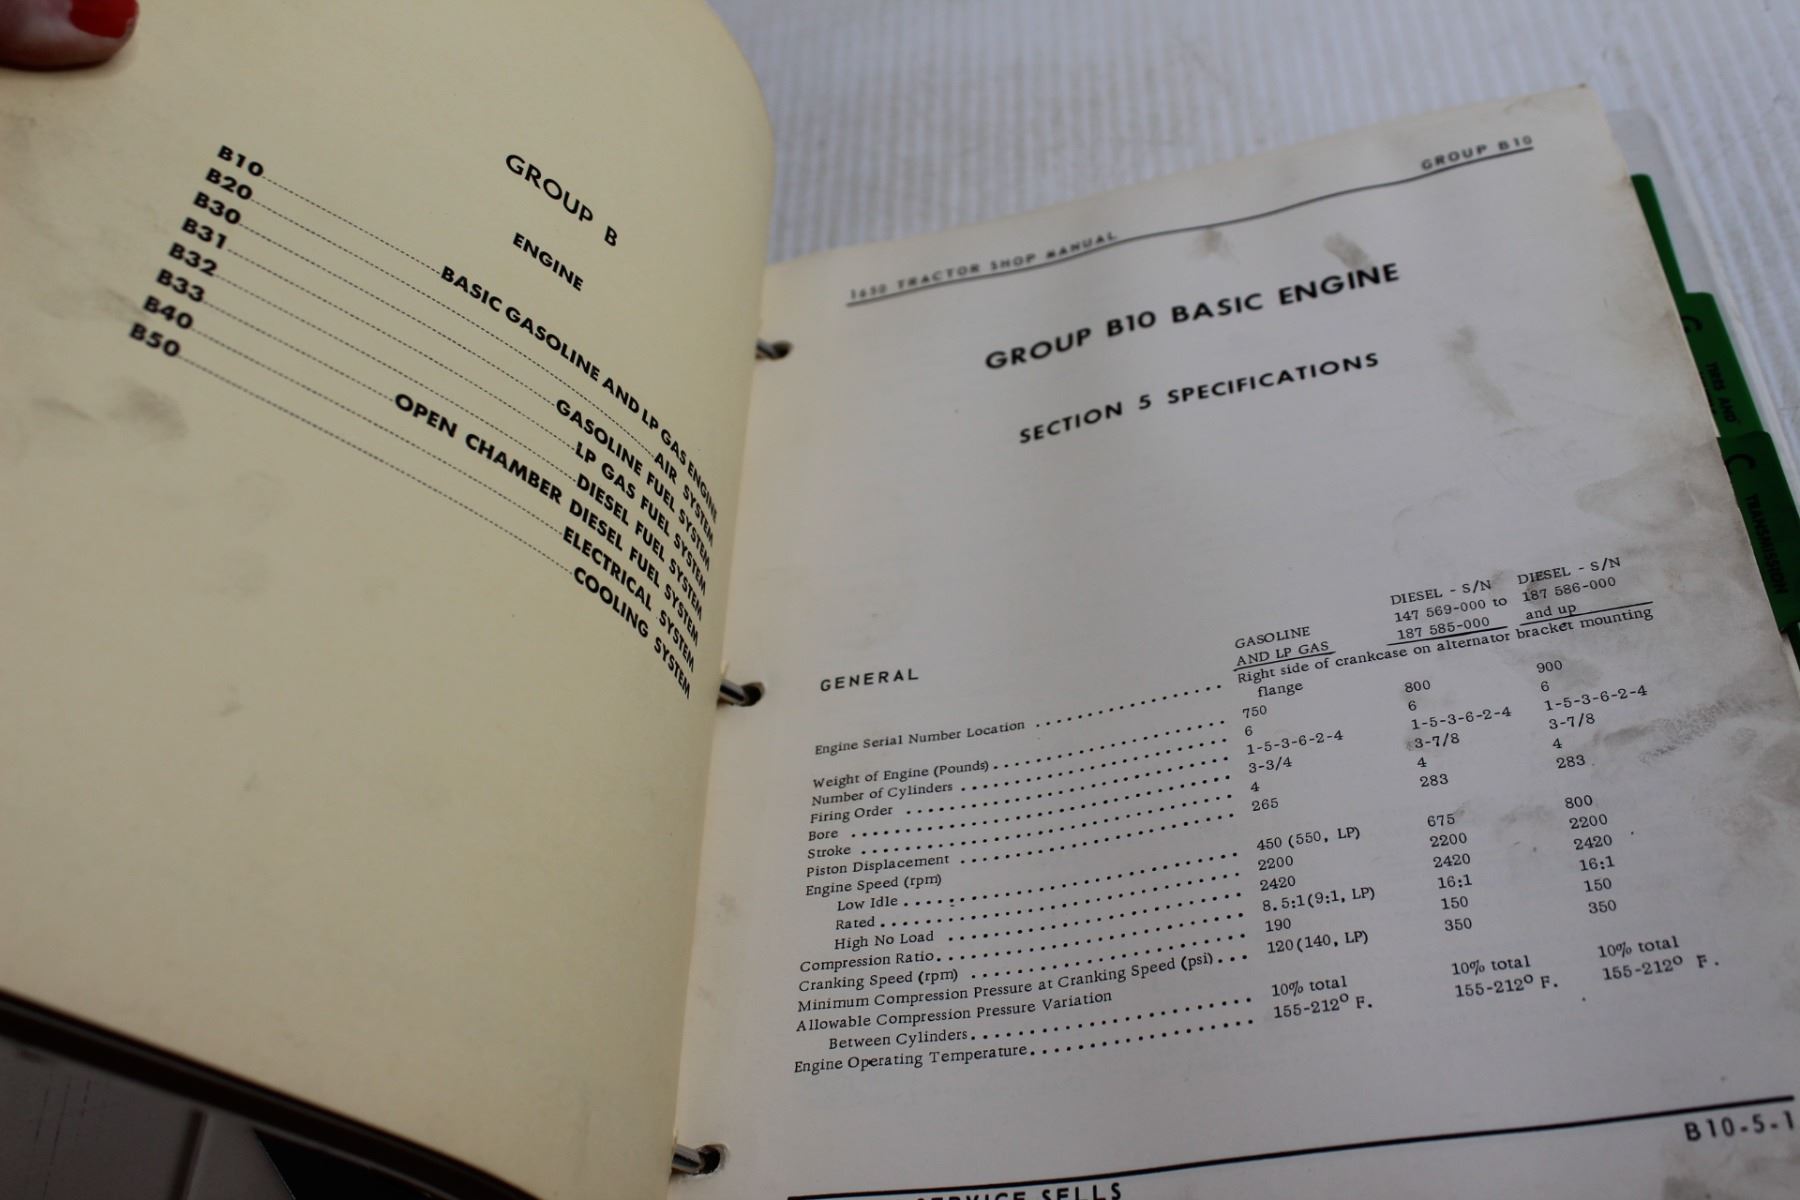 GROUP B
ENGINE
B10 BASIC GASOLINE AND LP GAS ENGINE
B20 AIR SYSTEM
B30 GASOLINE FUEL SYSTEM
B31 LP GAS FUEL SYSTEM
B32 DIESEL FUEL SYSTEM
B33 OPEN CHAMBER DIESEL FUEL SYSTEM
B40 ELECTRICAL SYSTEM
B50 COOLING SYSTEM
1650 TRACTOR SHOP MANUAL GROUP B10
GROUP B10 BASIC ENGINE
SECTION 5 SPECIFICATIONS
DIESEL - S/N DIESEL - S/N
147 569-000 to 187 586-000
GASOLINE 187 585-000 and up
GENERAL AND LP GAS
Engine Serial Number Location Right side of crankcase on alternator bracket mounting
flange
Weight of Engine (Pounds) 750 800 900
Number of Cylinders 6 6 6
Firing Order 1-5-3-6-2-4 1-5-3-6-2-4 1-5-3-6-2-4
Bore 3-3/4 3-7/8 3-7/8
Stroke 4 4 4
Piston Displacement 265 283 283
Engine Speed (rpm)
Low Idle 450 (550, LP) 675 800
Rated 2200 2200 2200
High No Load 2420 2420 2420
Compression Ratio 8.5:1(9:1, LP) 16:1 16:1
Cranking Speed (rpm) 190 150 150
Minimum Compression Pressure at Cranking Speed (psi) 120(140, LP) 350 350
Allowable Compression Pressure Variation
Between Cylinders 10% total 10% total 10% total
Engine Operating Temperature 155-212° F. 155-212° F. 155-212° F.
B10-5-1
SERVICE SELLS
C
TIRES AND
C
TRANSMISSION